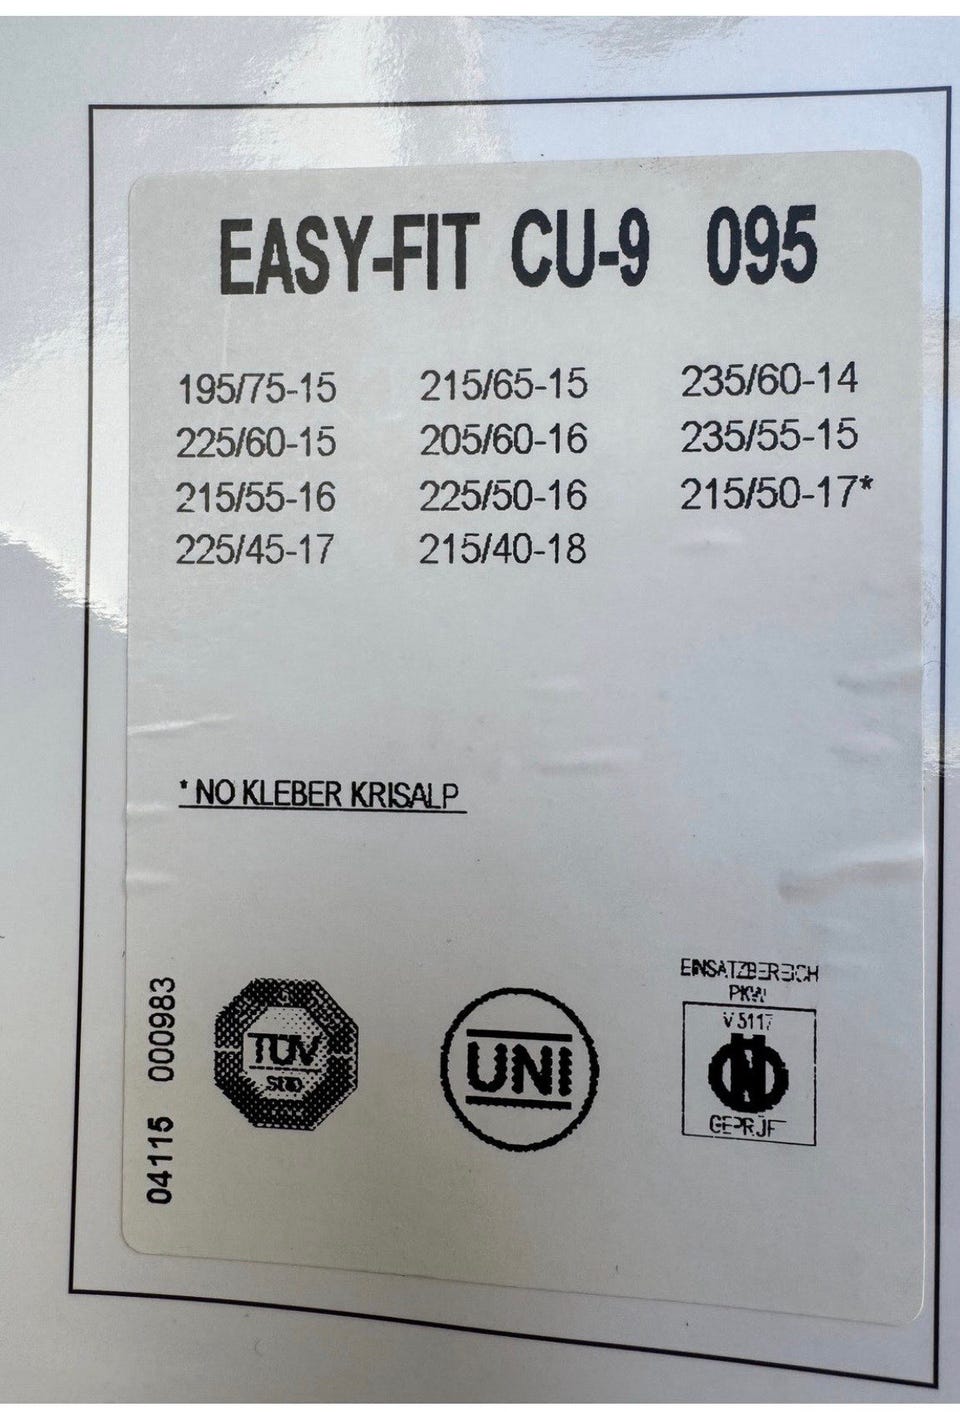 EASY-FIT CU-9 095
195/75-15 215/65-15 235/60-14
225/60-15 205/60-16 235/55-15
215/55-16 225/50-16 215/50-17*
225/45-17 215/40-18
* NO KLEBER KRISALP
04115 000983
TÜV
SÜD
UNI
EINSATZBEREICH
PKW
V 5117
GEPRÜF